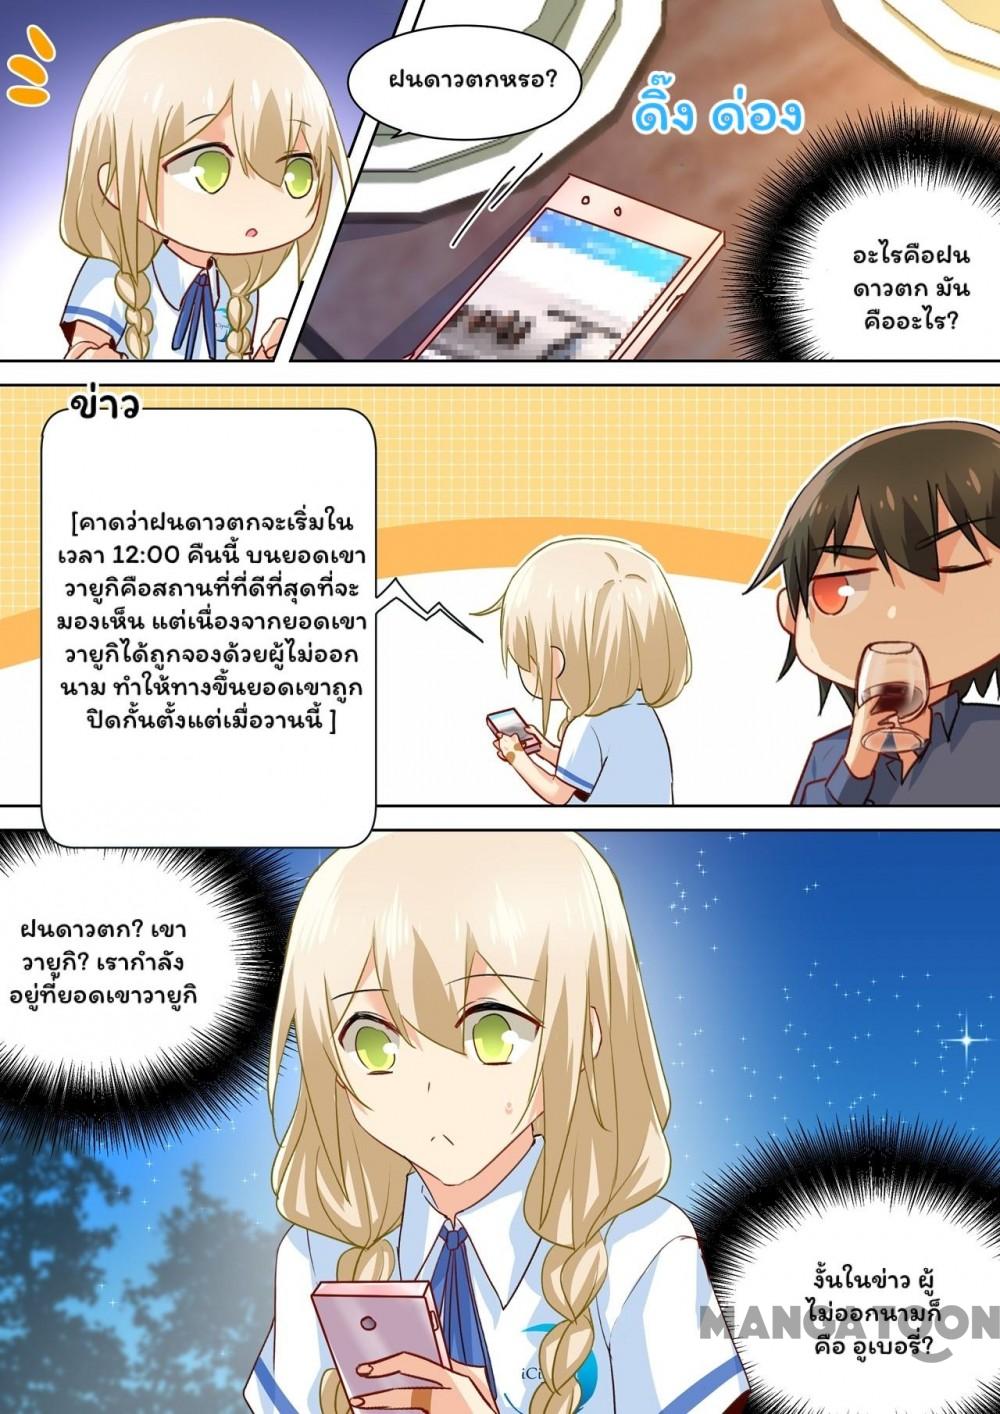 ฝนดาวตกหรอ?
ดิ๊ง ด่อง
อะไรคือฝน
ดาวตก มัน
คืออะไร?
ข่าว
[คาดว่าฝนดาวตกจะเริ่มใน
เวลา 12:00 คืนนี้ บนยอดเขา
วายูกิคือสถานที่ที่ดีที่สุดที่จะ
มองเห็น แต่เนื่องจากยอดเขา
วายูกิได้ถูกจองด้วยผู้ไม่ออก
นาม ทำให้ทางขึ้นยอดเขาถูก
ปิดกั้นตั้งแต่เมื่อวานนี้ ]
ฝนดาวตก? เขา
วายูกิ? เรากำลัง
อยู่ที่ยอดเขาวายูกิ
งั้นในข่าว ผู้
ไม่ออกนามก็
คือ อูเบอรี่?
MANGATOON